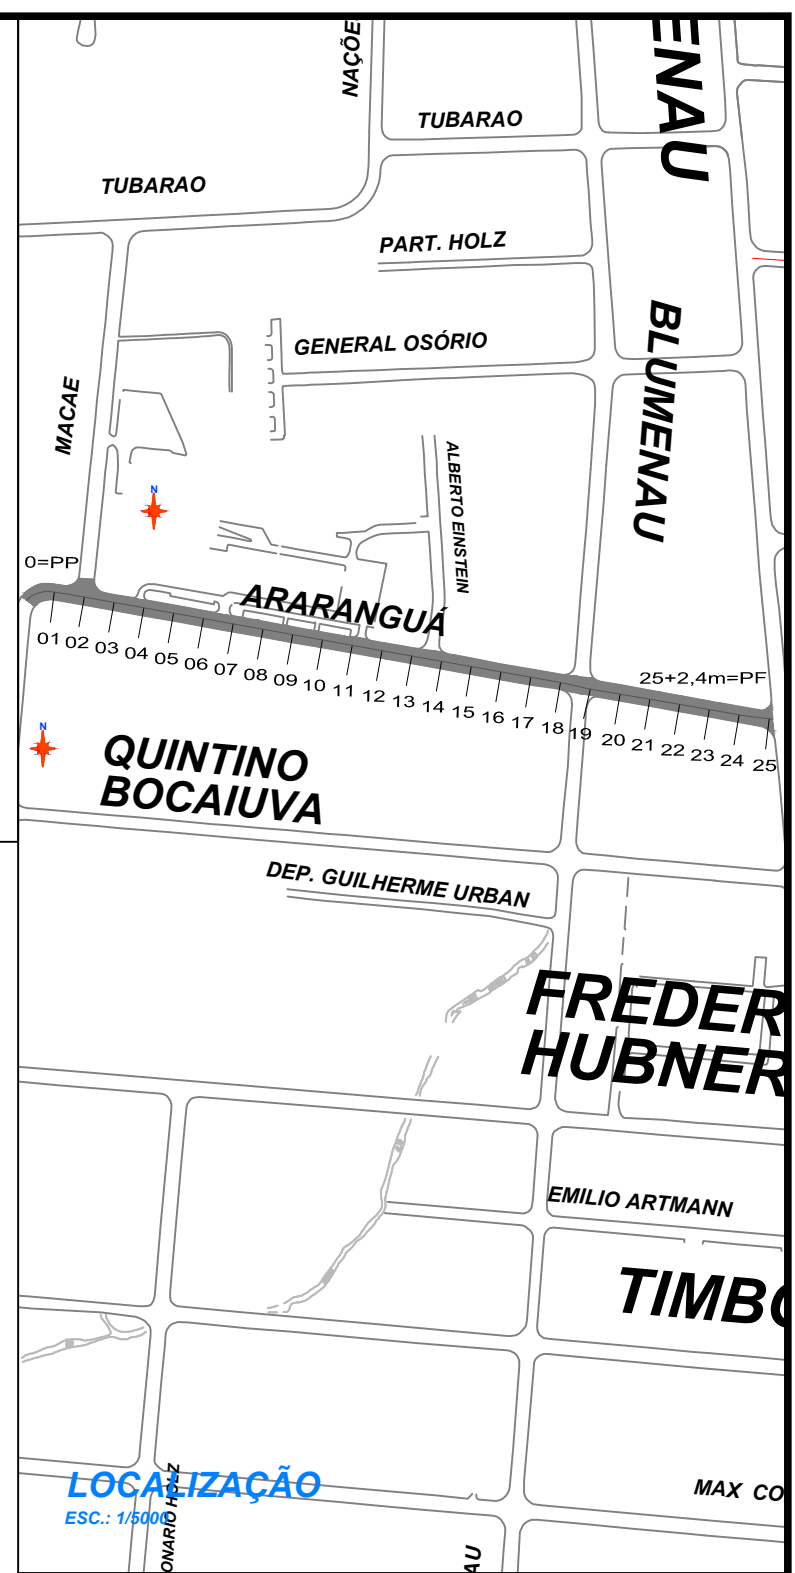 ENAU
NAÇÕE
TUBARAO
TUBARAO
PART. HOLZ
GENERAL OSÓRIO
BLUMENAU
MACAE
ALBERTO EINSTEIN
N
0=PP
ARARANGUÁ
01 02 03 04 05 06 07 08 09 10 11 12 13 14 15 16 17 18 19 20 21 22 23 24 25
25+2,4m=PF
N
QUINTINO
BOCAIUVA
DEP. GUILHERME URBAN
FREDER
HUBNER
EMILIO ARTMANN
TIMBO
MAX CO
LOCALIZAÇÃO
ESC.: 1/5000
ONARIO HOLZ
AU